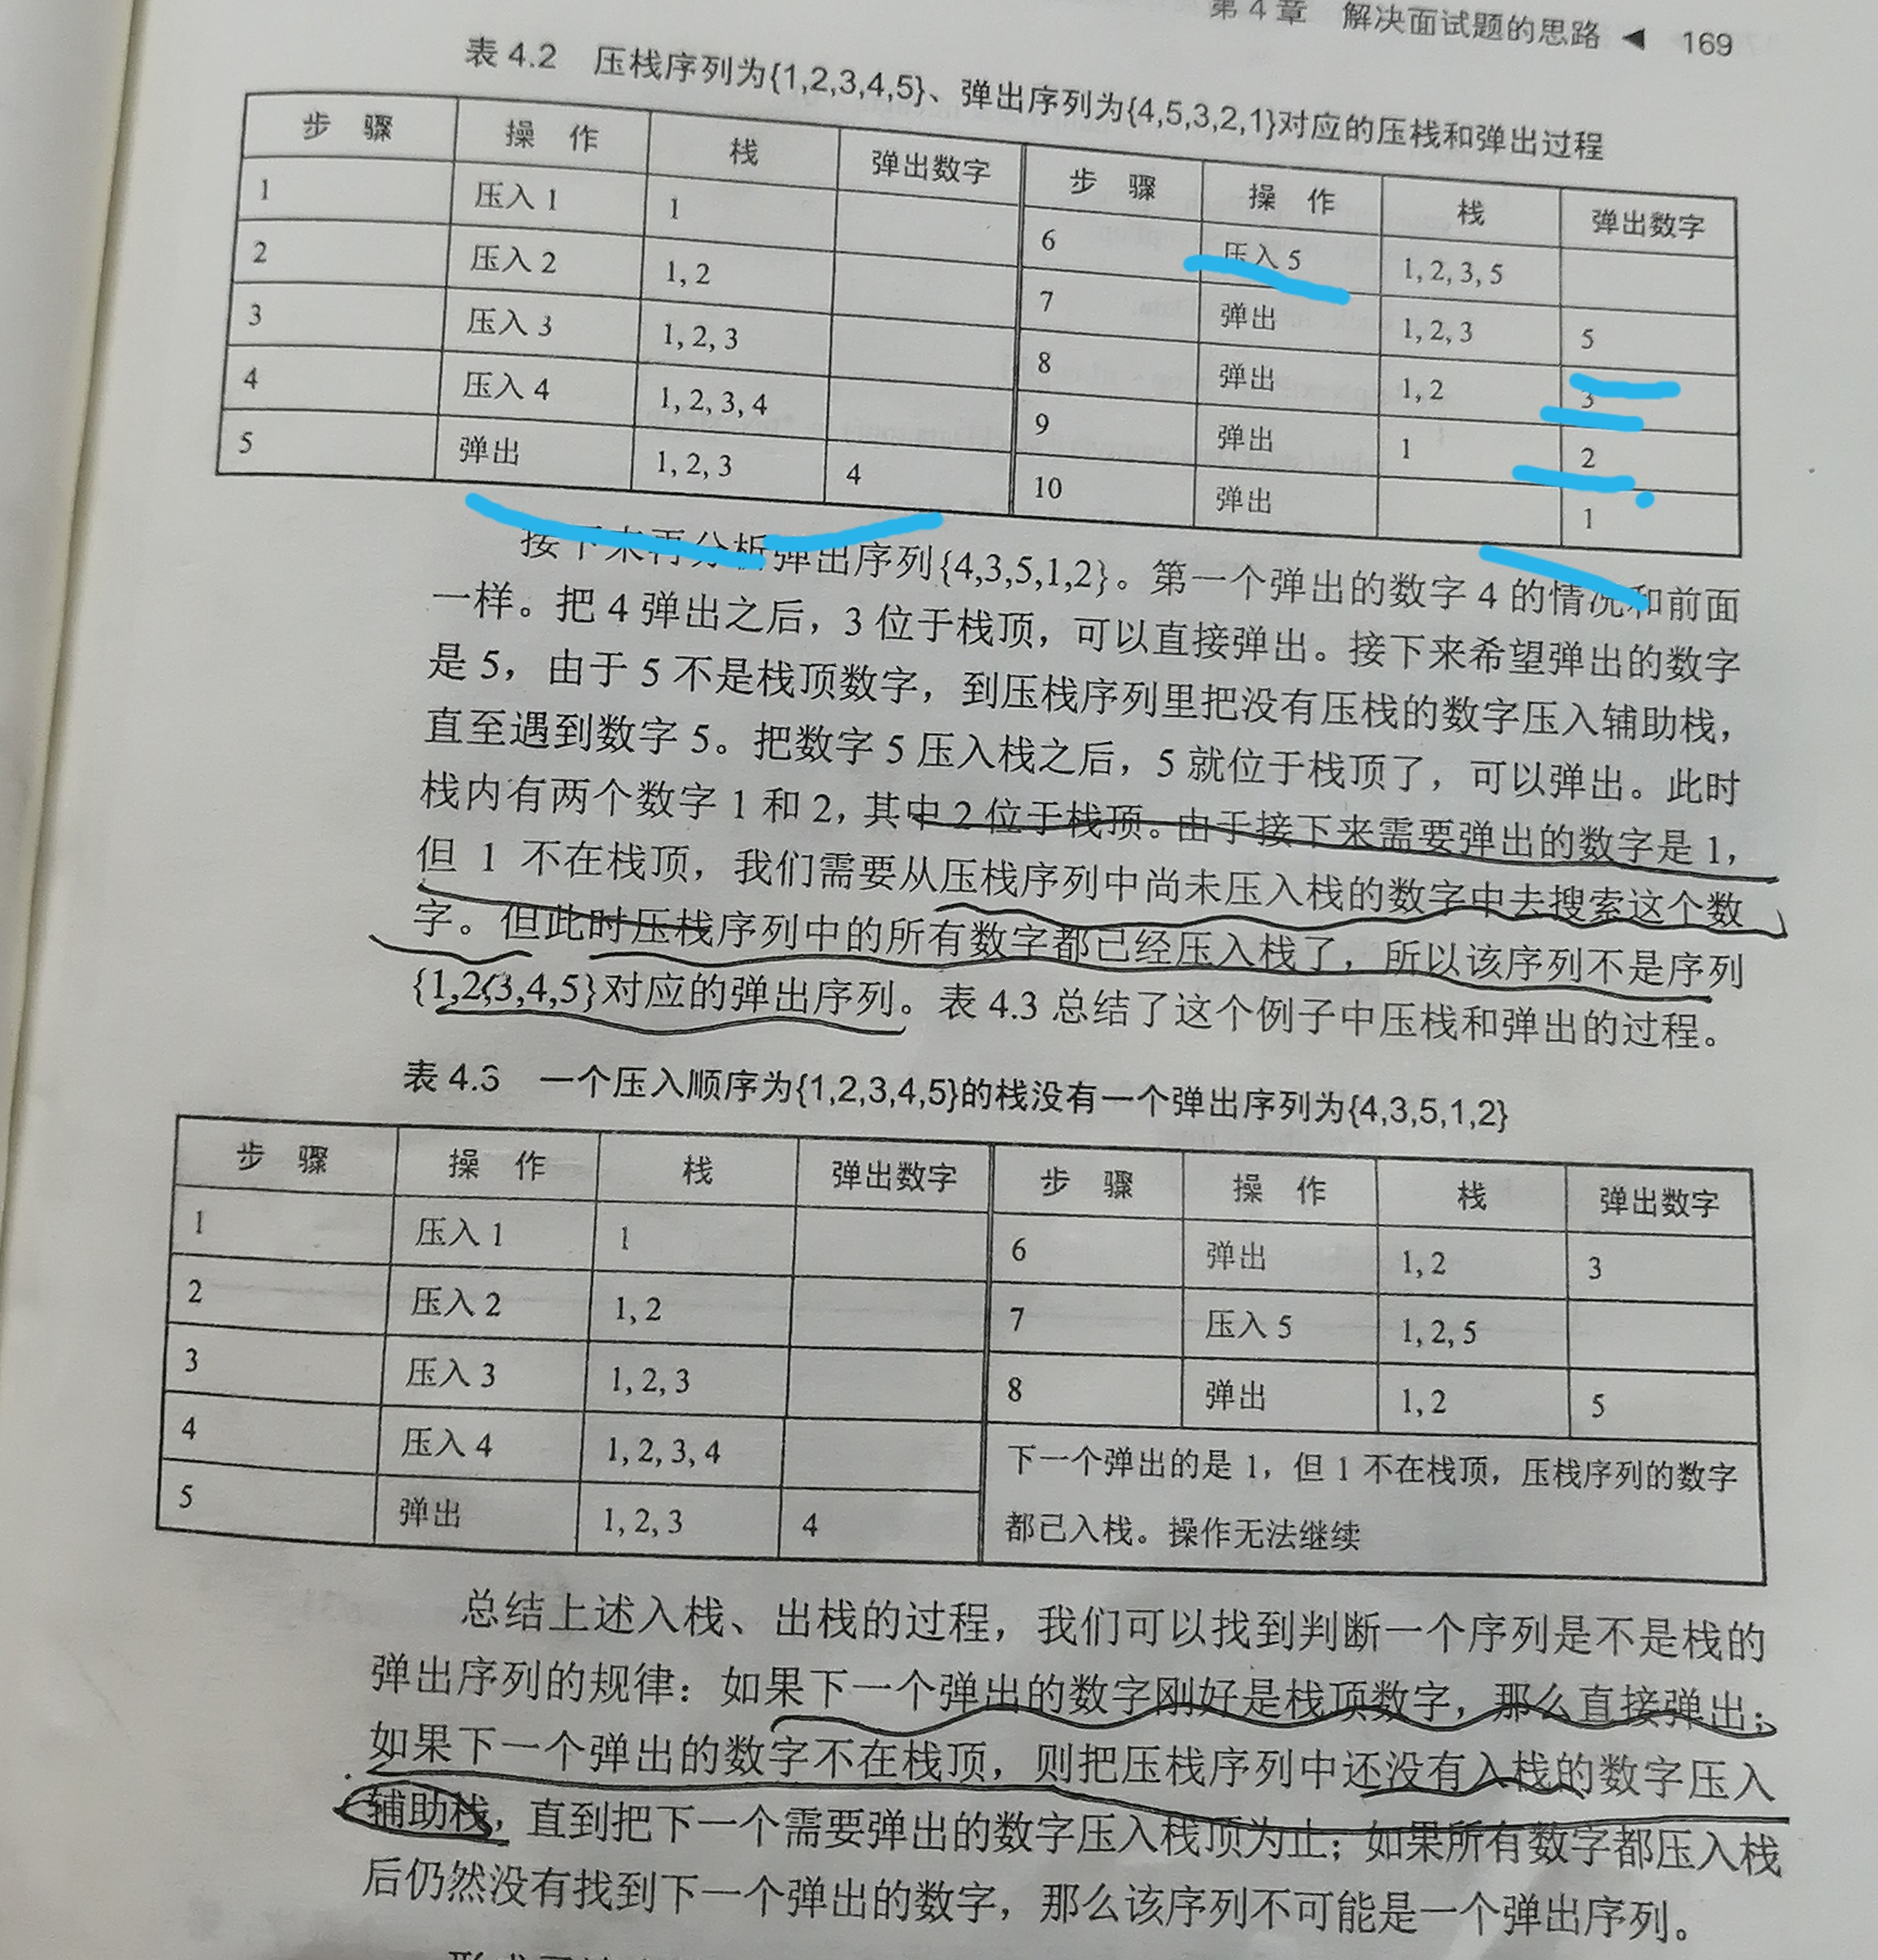 第4章 解决面试题的思路 ◀ 169
表 4.2 压栈序列为{1,2,3,4,5}、弹出序列为{4,5,3,2,1}对应的压栈和弹出过程
步 骤 操 作 栈 弹出数字 步 骤 操 作 栈 弹出数字
1 压入 1 1 6 压入 5 1, 2, 3, 5
2 压入 2 1, 2 7 弹出 1, 2, 3 5
3 压入 3 1, 2, 3 8 弹出 1, 2 3
4 压入 4 1, 2, 3, 4 9 弹出 1 2
5 弹出 1, 2, 3 4 10 弹出 1
接下来再分析弹出序列{4,3,5,1,2}。第一个弹出的数字 4 的情况和前面
一样。把 4 弹出之后，3 位于栈顶，可以直接弹出。接下来希望弹出的数字
是 5，由于 5 不是栈顶数字，到压栈序列里把没有压栈的数字压入辅助栈，
直至遇到数字 5。把数字 5 压入栈之后，5 就位于栈顶了，可以弹出。此时
栈内有两个数字 1 和 2，其中 2 位于栈顶。由于接下来需要弹出的数字是 1，
但 1 不在栈顶，我们需要从压栈序列中尚未压入栈的数字中去搜索这个数
字。但此时压栈序列中的所有数字都已经压入栈了，所以该序列不是序列
{1,2,3,4,5}对应的弹出序列。表 4.3 总结了这个例子中压栈和弹出的过程。
表 4.3 一个压入顺序为{1,2,3,4,5}的栈没有一个弹出序列为{4,3,5,1,2}
步 骤 操 作 栈 弹出数字 步 骤 操 作 栈 弹出数字
1 压入 1 1 6 弹出 1, 2 3
2 压入 2 1, 2 7 压入 5 1, 2, 5
3 压入 3 1, 2, 3 8 弹出 1, 2 5
4 压入 4 1, 2, 3, 4 下一个弹出的是 1，但 1 不在栈顶，压栈序列的数字
5 弹出 1, 2, 3 4 都已入栈。操作无法继续
总结上述入栈、出栈的过程，我们可以找到判断一个序列是不是栈的
弹出序列的规律：如果下一个弹出的数字刚好是栈顶数字，那么直接弹出；
如果下一个弹出的数字不在栈顶，则把压栈序列中还没有入栈的数字压入
辅助栈，直到把下一个需要弹出的数字压入栈顶为止；如果所有数字都压入栈
后仍然没有找到下一个弹出的数字，那么该序列不可能是一个弹出序列。